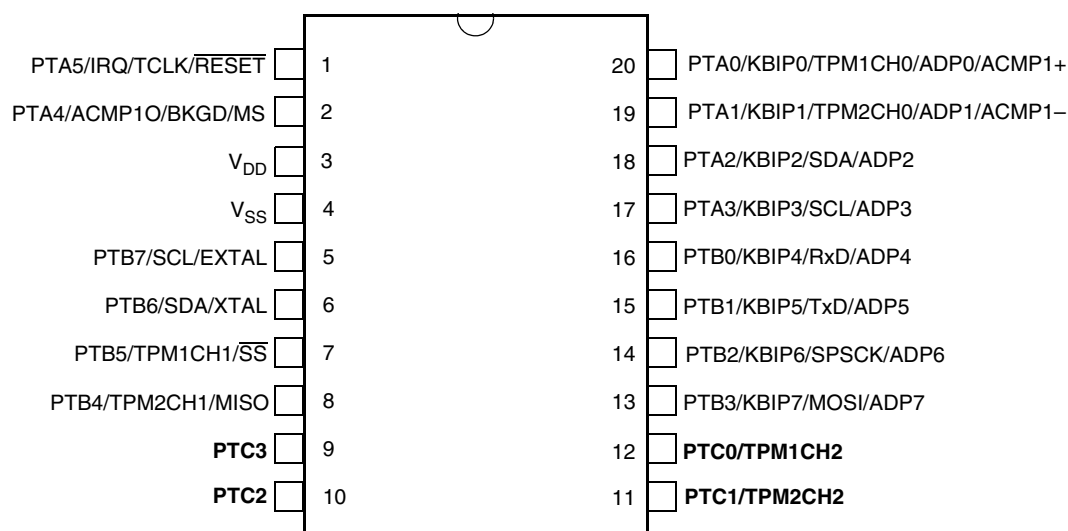 PTA5/IRQ/TCLK/RESET 1 20 PTA0/KBIP0/TPM1CH0/ADP0/ACMP1+
PTA4/ACMP1O/BKGD/MS 2 19 PTA1/KBIP1/TPM2CH0/ADP1/ACMP1–
VDD 3 18 PTA2/KBIP2/SDA/ADP2
VSS 4 17 PTA3/KBIP3/SCL/ADP3
PTB7/SCL/EXTAL 5 16 PTB0/KBIP4/RxD/ADP4
PTB6/SDA/XTAL 6 15 PTB1/KBIP5/TxD/ADP5
PTB5/TPM1CH1/SS 7 14 PTB2/KBIP6/SPSCK/ADP6
PTB4/TPM2CH1/MISO 8 13 PTB3/KBIP7/MOSI/ADP7
PTC3 9 12 PTC0/TPM1CH2
PTC2 10 11 PTC1/TPM2CH2